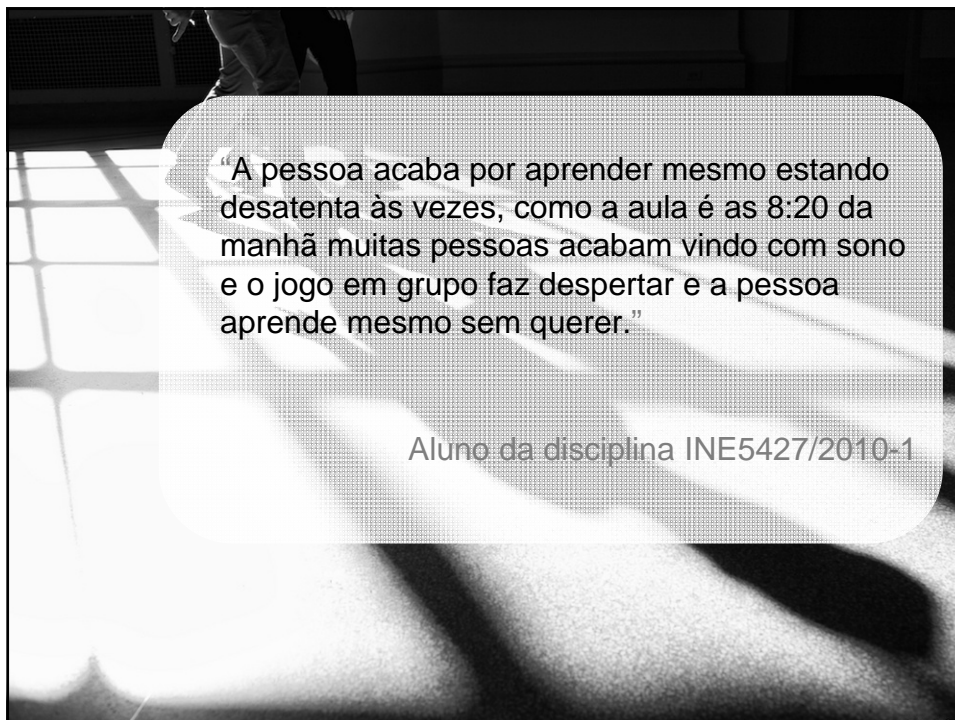 “A pessoa acaba por aprender mesmo estando
desatenta às vezes, como a aula é as 8:20 da
manhã muitas pessoas acabam vindo com sono
e o jogo em grupo faz despertar e a pessoa
aprende mesmo sem querer.”
Aluno da disciplina INE5427/2010-1